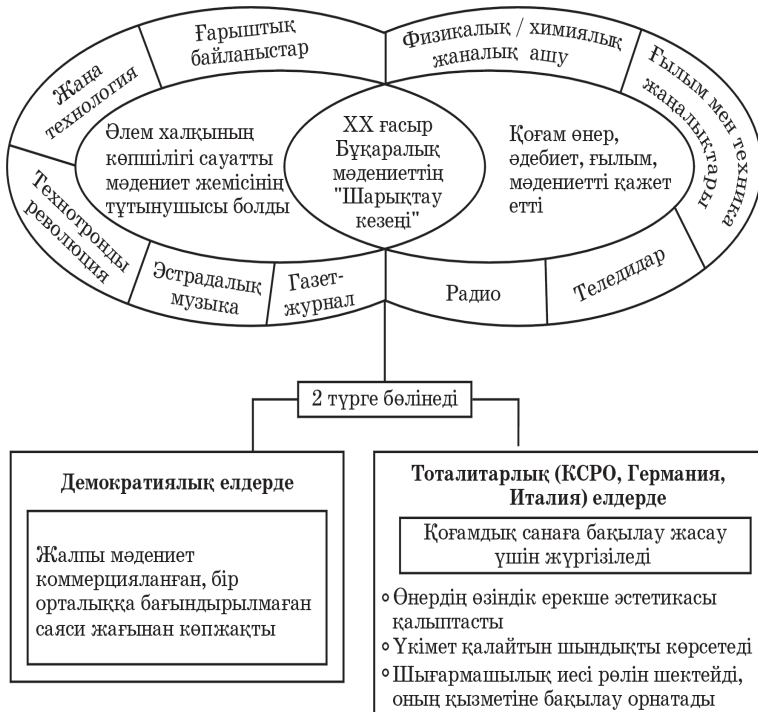 Ғарыштық
байланыстар
Физикалық / химиялық
жаңалық ашу
Жаңа
технология
Ғылым мен техника
жаңалықтары
Әлем халқының
көпшілігі сауатты
мәдениет жемісінің
тұтынушысы болды
ХХ ғасыр
Бұқаралық
мәдениеттің
"Шарықтау
кезеңі"
Қоғам өнер,
әдебиет, ғылым,
мәдениетті қажет
етті
Технотронды
революция
Эстрадалық
музыка
Газет-
журнал
Радио
Теледидар
2 түрге бөлінеді
Демократиялық елдерде
Жалпы мәдениет
коммерцияланған, бір
орталыққа бағындырылмаған
саяси жағынан көпжақты
Тоталитарлық (КСРО, Германия,
Италия) елдерде
Қоғамдық санаға бақылау жасау
үшін жүргізіледі
Өнердің өзіндік ерекше эстетикасы
қалыптасты
Үкімет қалайтын шындықты көрсетеді
Шығармашылық иесі рөлін шектейді,
оның қызметіне бақылау орнатады